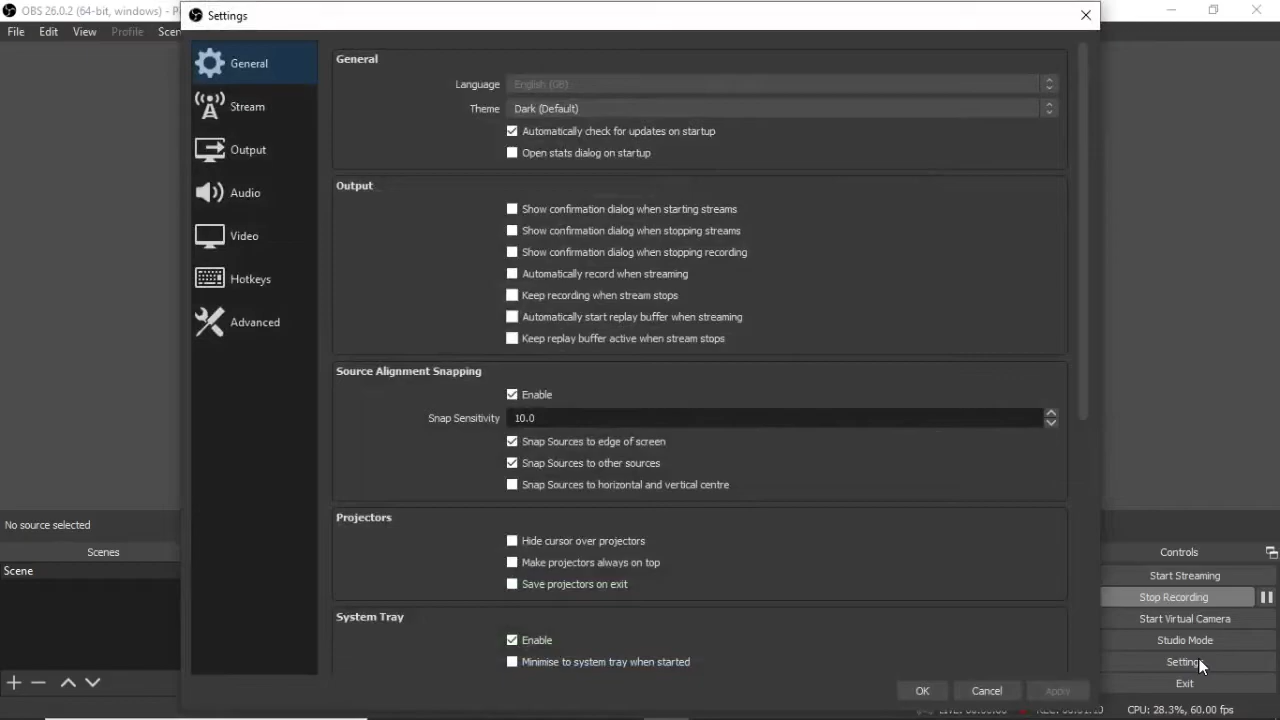 OBS 26.0.2 (64-bit, windows) - P
Settings
File Edit View Profile Scen
General
Stream
Output
Audio
Video
Hotkeys
Advanced
General
Language English (GB)
Theme Dark (Default)
Automatically check for updates on startup
Open stats dialog on startup
Output
Show confirmation dialog when starting streams
Show confirmation dialog when stopping streams
Show confirmation dialog when stopping recording
Automatically record when streaming
Keep recording when stream stops
Automatically start replay buffer when streaming
Keep replay buffer active when stream stops
Source Alignment Snapping
Enable
Snap Sensitivity 10.0
Snap Sources to edge of screen
Snap Sources to other sources
Snap Sources to horizontal and vertical centre
Projectors
Hide cursor over projectors
Make projectors always on top
Save projectors on exit
System Tray
Enable
Minimise to system tray when started
OK Cancel Apply
No source selected
Scenes
Scene
Controls
Start Streaming
Stop Recording
Start Virtual Camera
Studio Mode
Setting
Exit
CPU: 28.3%, 60.00 fps